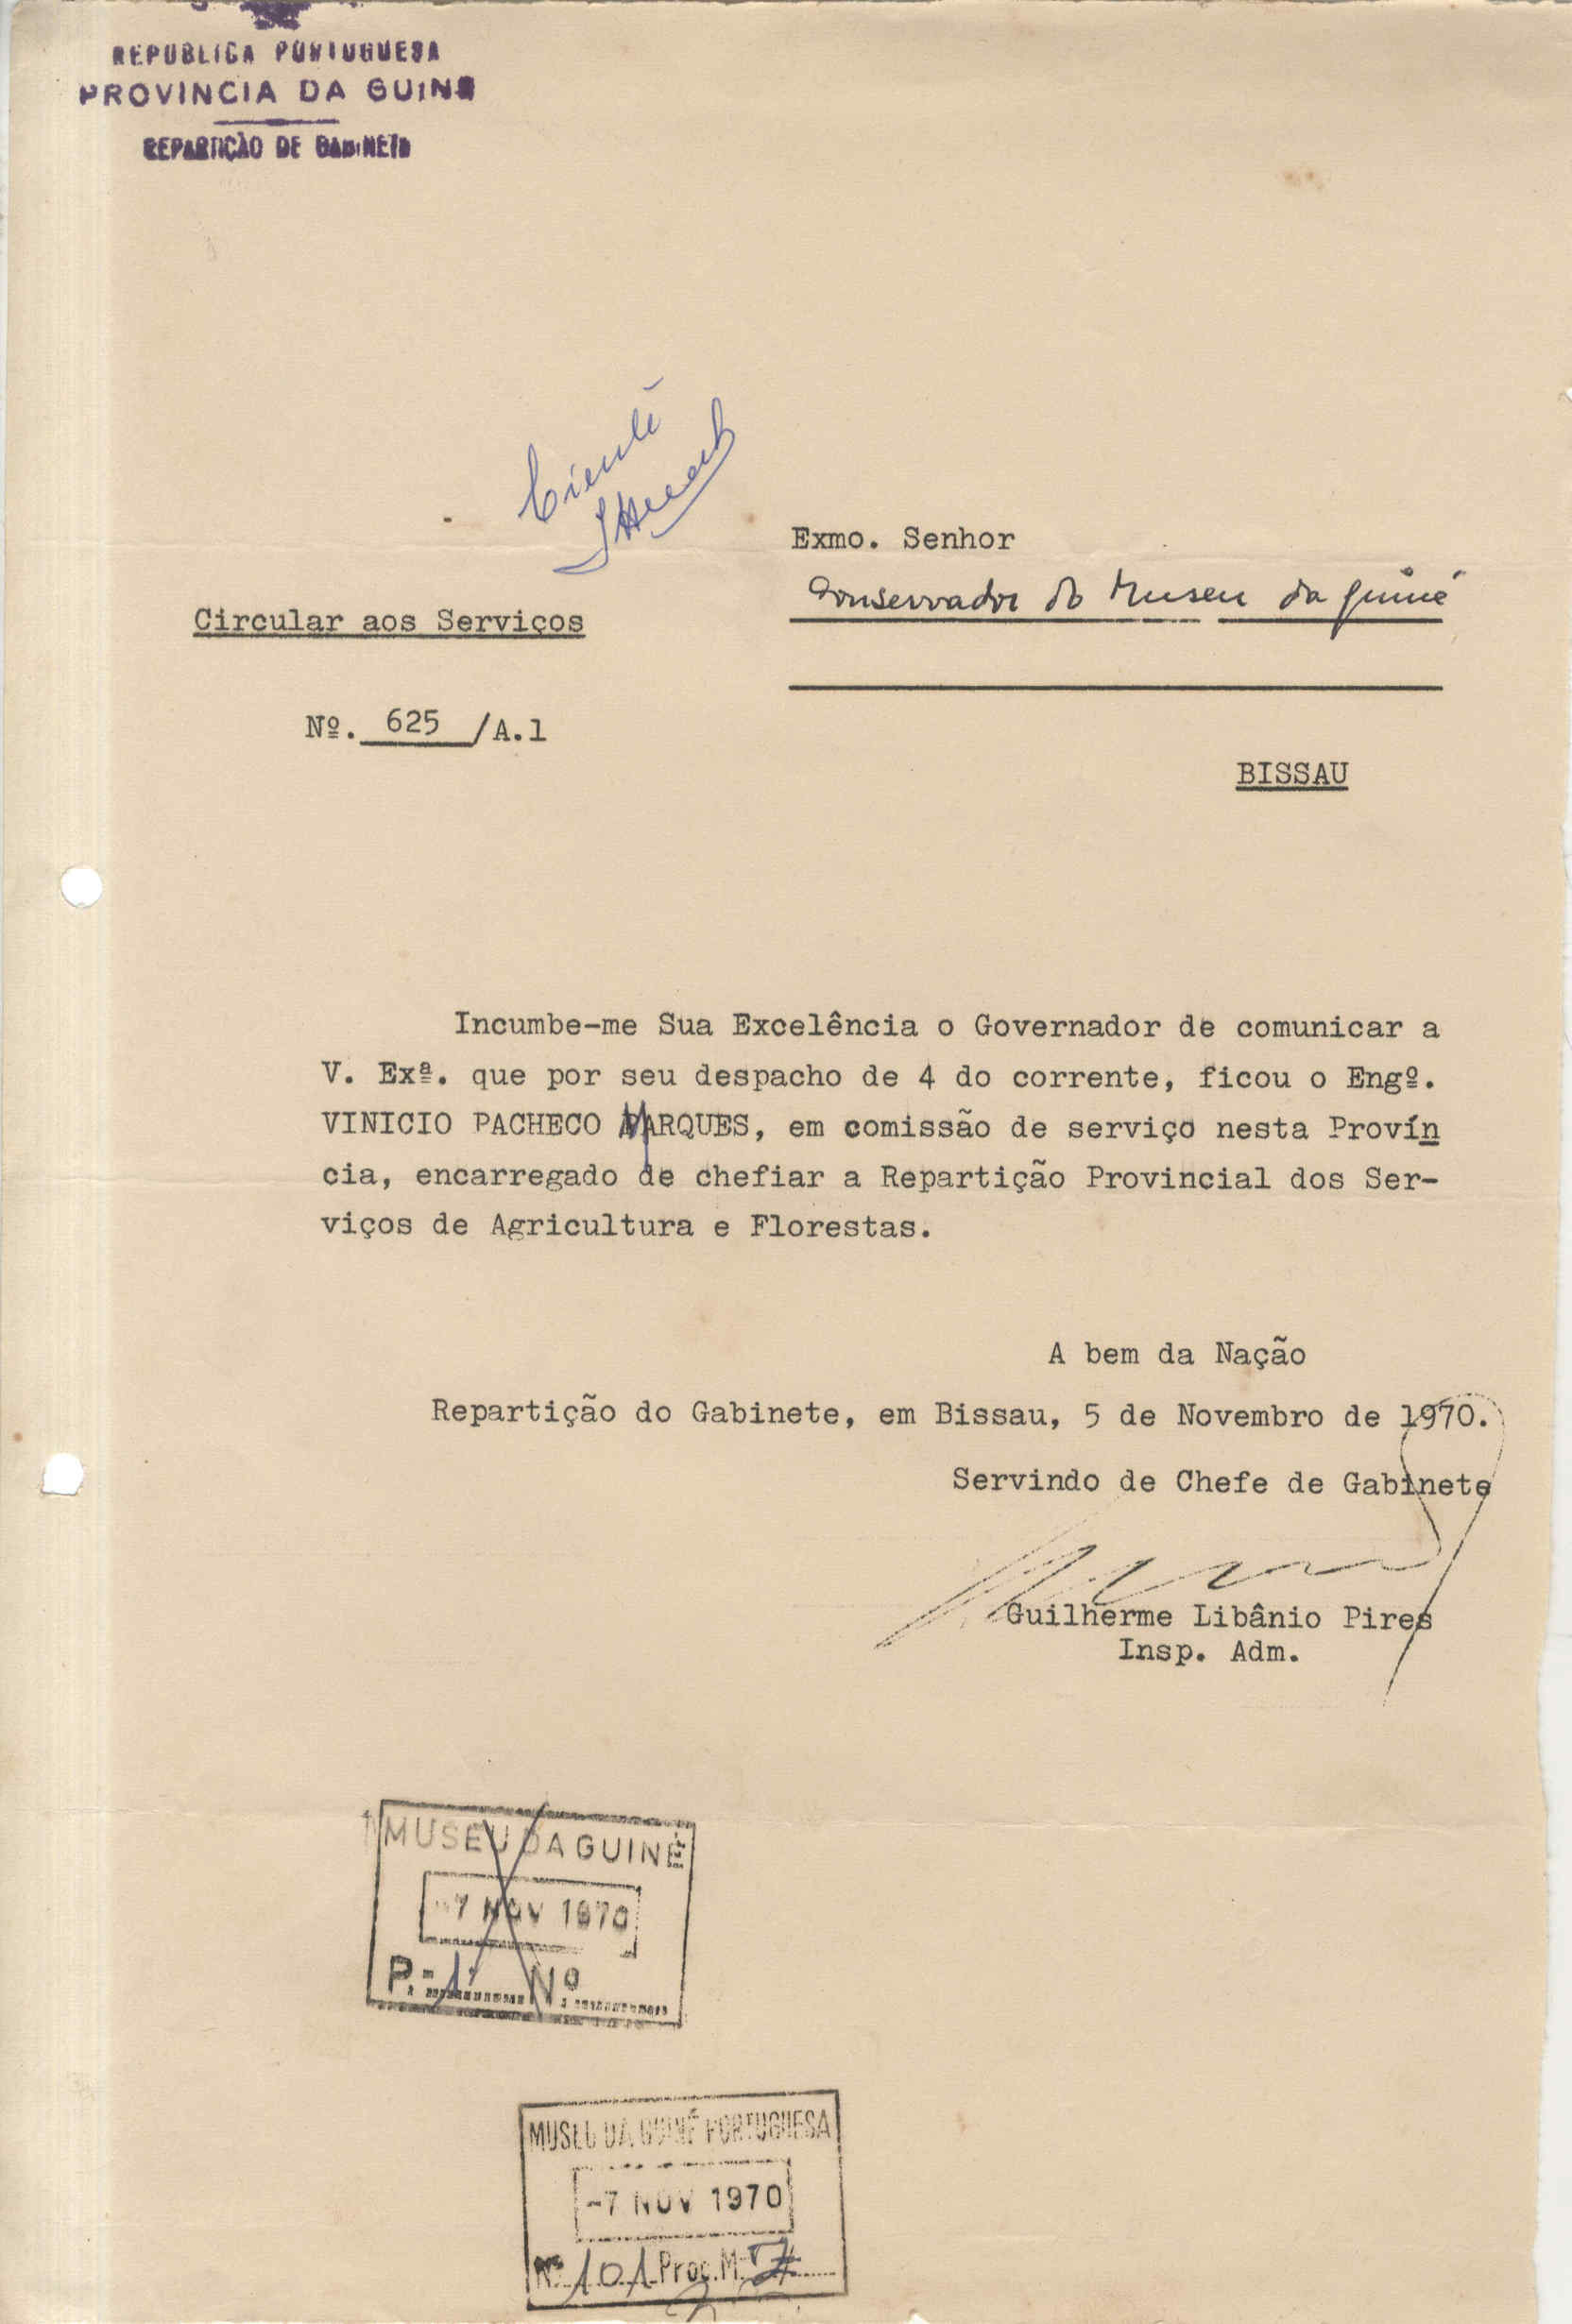 REPUBLICA PORTUGUESA
PROVINCIA DA GUINÉ
REPARTIÇÃO DE GABINETE
Ciente
Exmo. Senhor
Conservador do Museu da Guiné
Circular aos Serviços
Nº. 625 /A.1
BISSAU
Incumbe-me Sua Excelência o Governador de comunicar a
V. Exª. que por seu despacho de 4 do corrente, ficou o Engº.
VINICIO PACHECO MARQUES, em comissão de serviço nesta Provín
cia, encarregado de chefiar a Repartição Provincial dos Ser-
viços de Agricultura e Florestas.
A bem da Nação
Repartição do Gabinete, em Bissau, 5 de Novembro de 1970.
Servindo de Chefe de Gabinete
Guilherme Libânio Pires
Insp. Adm.
MUSEU DA GUINÉ
-7 NOV 1970
P.-1 Nº
MUSEU DA GUINÉ PORTUGUESA
-7 NOV 1970
Nº 101 Proc. M-